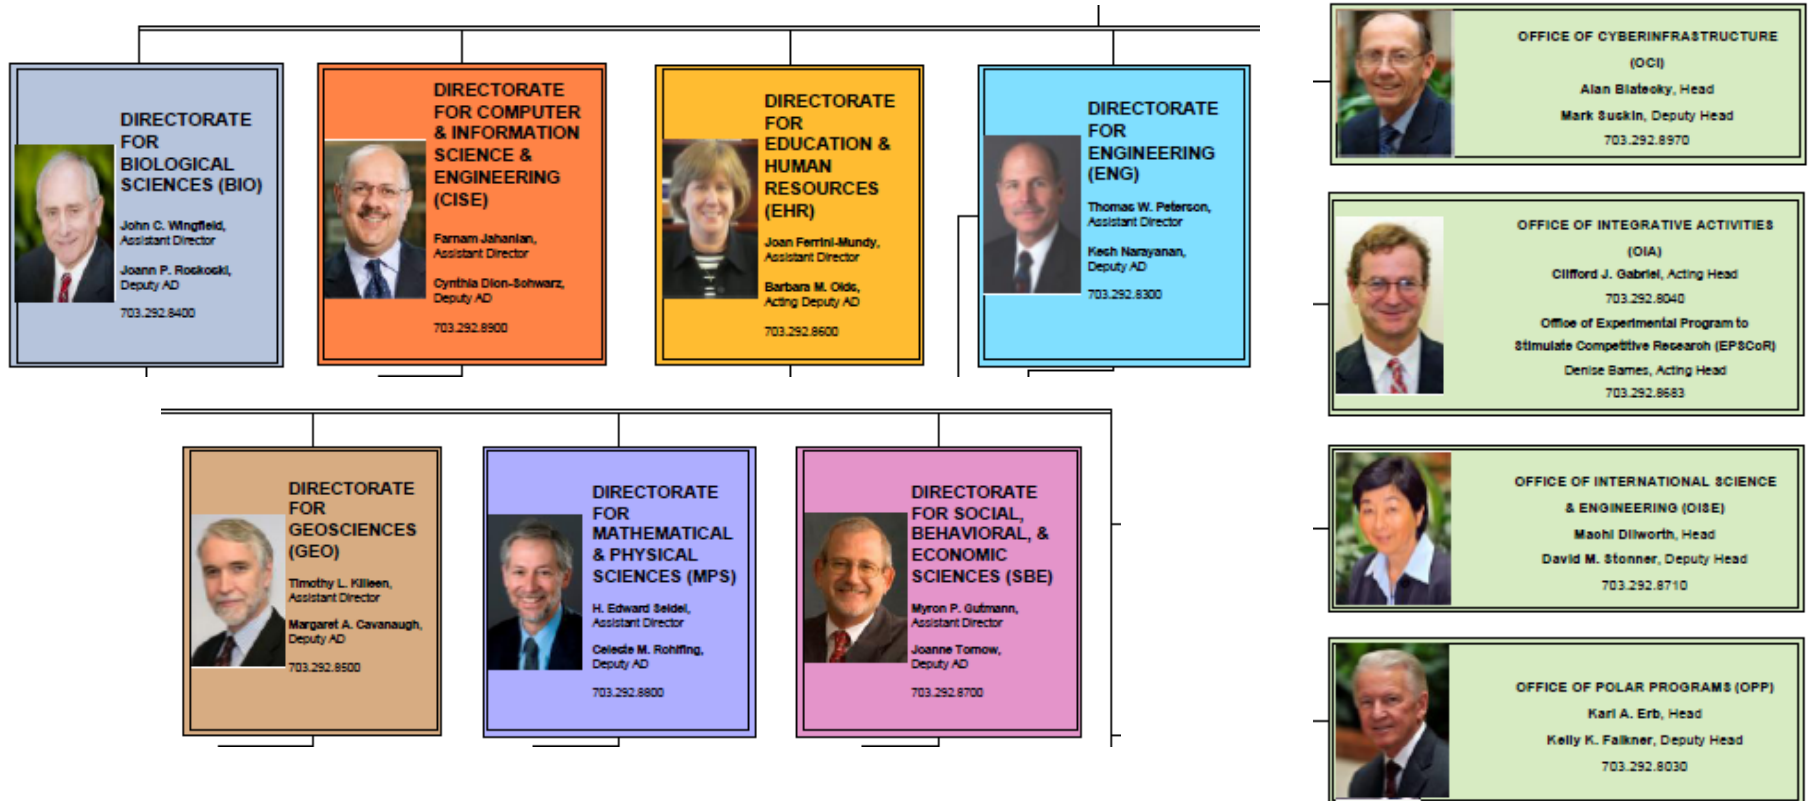 DIRECTORATE
FOR
BIOLOGICAL
SCIENCES (BIO)
John C. Wingfield,
Assistant Director
Joann P. Roskoski,
Deputy AD
703.292.8400
DIRECTORATE
FOR COMPUTER
& INFORMATION
SCIENCE &
ENGINEERING
(CISE)
Farnam Jahanian,
Assistant Director
Cynthia Dion-Schwarz,
Deputy AD
703.292.8900
DIRECTORATE
FOR
EDUCATION &
HUMAN
RESOURCES
(EHR)
Joan Ferrini-Mundy,
Assistant Director
Barbara M. Olds,
Acting Deputy AD
703.292.8600
DIRECTORATE
FOR
ENGINEERING
(ENG)
Thomas W. Peterson,
Assistant Director
Kesh Narayanan,
Deputy AD
703.292.8300
DIRECTORATE
FOR
GEOSCIENCES
(GEO)
Timothy L. Killeen,
Assistant Director
Margaret A. Cavanaugh,
Deputy AD
703.292.8500
DIRECTORATE
FOR
MATHEMATICAL
& PHYSICAL
SCIENCES (MPS)
H. Edward Seidel,
Assistant Director
Celeste M. Rohlfing,
Deputy AD
703.292.8800
DIRECTORATE
FOR SOCIAL,
BEHAVIORAL, &
ECONOMIC
SCIENCES (SBE)
Myron P. Gutmann,
Assistant Director
Joanne Tornow,
Deputy AD
703.292.8700
OFFICE OF CYBERINFRASTRUCTURE
(OCI)
Alan Blatecky, Head
Mark Suskin, Deputy Head
703.292.8970
OFFICE OF INTEGRATIVE ACTIVITIES
(OIA)
Clifford J. Gabriel, Acting Head
703.292.8040
Office of Experimental Program to
Stimulate Competitive Research (EPSCoR)
Denise Barnes, Acting Head
703.292.8683
OFFICE OF INTERNATIONAL SCIENCE
& ENGINEERING (OISE)
Machi Dilworth, Head
David M. Stonner, Deputy Head
703.292.8710
OFFICE OF POLAR PROGRAMS (OPP)
Karl A. Erb, Head
Kelly K. Falkner, Deputy Head
703.292.8030